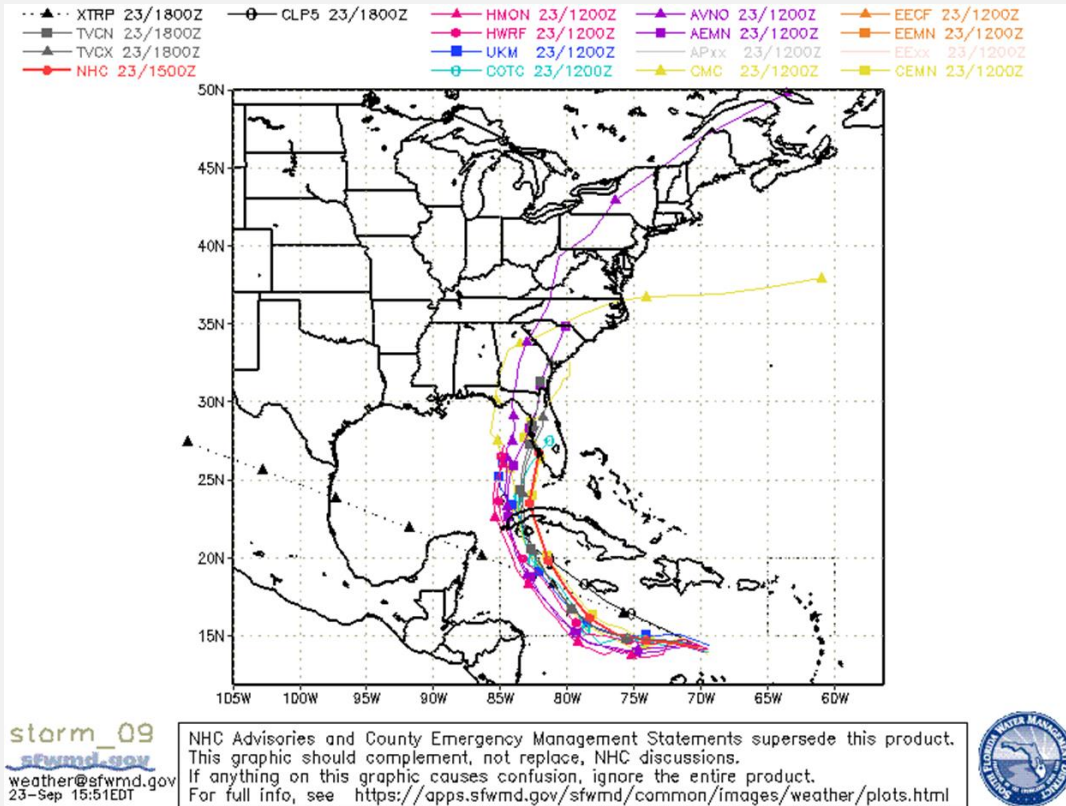 XTRP 23/1800Z
CLP5 23/1800Z
HMON 23/1200Z
AVNO 23/1200Z
EECF 23/1200Z
TVCN 23/1800Z
HWRF 23/1200Z
AEMN 23/1200Z
EEMN 23/1200Z
TVCX 23/1800Z
UKM 23/1200Z
APxx 23/1200Z
EExx 23/1200Z
NHC 23/1500Z
COTC 23/1200Z
CMC 23/1200Z
CEMN 23/1200Z
50N
45N
40N
35N
30N
25N
20N
15N
105W 100W 95W 90W 85W 80W 75W 70W 65W 60W
storm_09
sfwmd.gov
weather@sfwmd.gov
23-Sep 15:51EDT
NHC Advisories and County Emergency Management Statements supersede this product.
This graphic should complement, not replace, NHC discussions.
If anything on this graphic causes confusion, ignore the entire product.
For full info, see https://apps.sfwmd.gov/sfwmd/common/images/weather/plots.html
SOUTH FLORIDA WATER MANAGEMENT DISTRICT